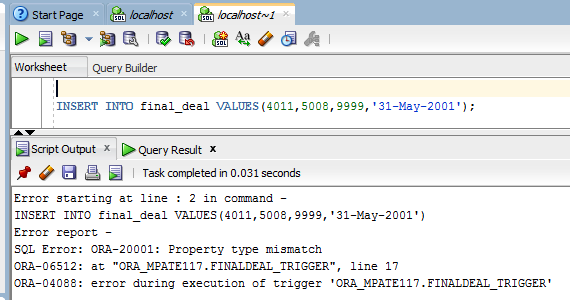 Start Page
localhost
localhost~1
Worksheet
Query Builder
INSERT INTO final_deal VALUES(4011,5008,9999,'31-May-2001');
Script Output x
Query Result x
Task completed in 0.031 seconds
Error starting at line : 2 in command -
INSERT INTO final_deal VALUES(4011,5008,9999,'31-May-2001')
Error report -
SQL Error: ORA-20001: Property type mismatch
ORA-06512: at "ORA_MPATE117.FINALDEAL_TRIGGER", line 17
ORA-04088: error during execution of trigger 'ORA_MPATE117.FINALDEAL_TRIGGER'